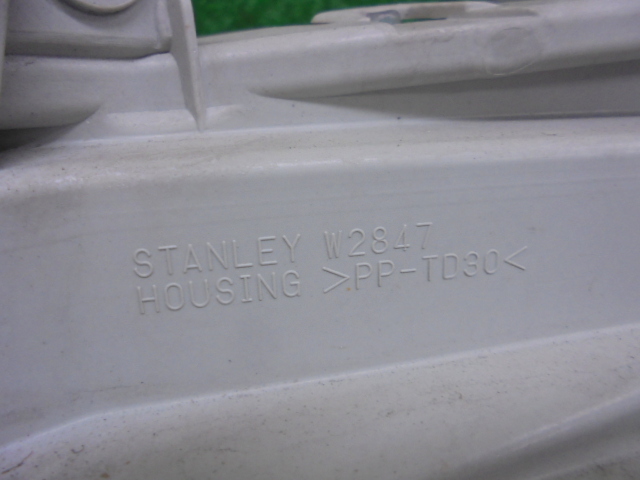 STANLEY W2847
HOUSING >PP-TD30<